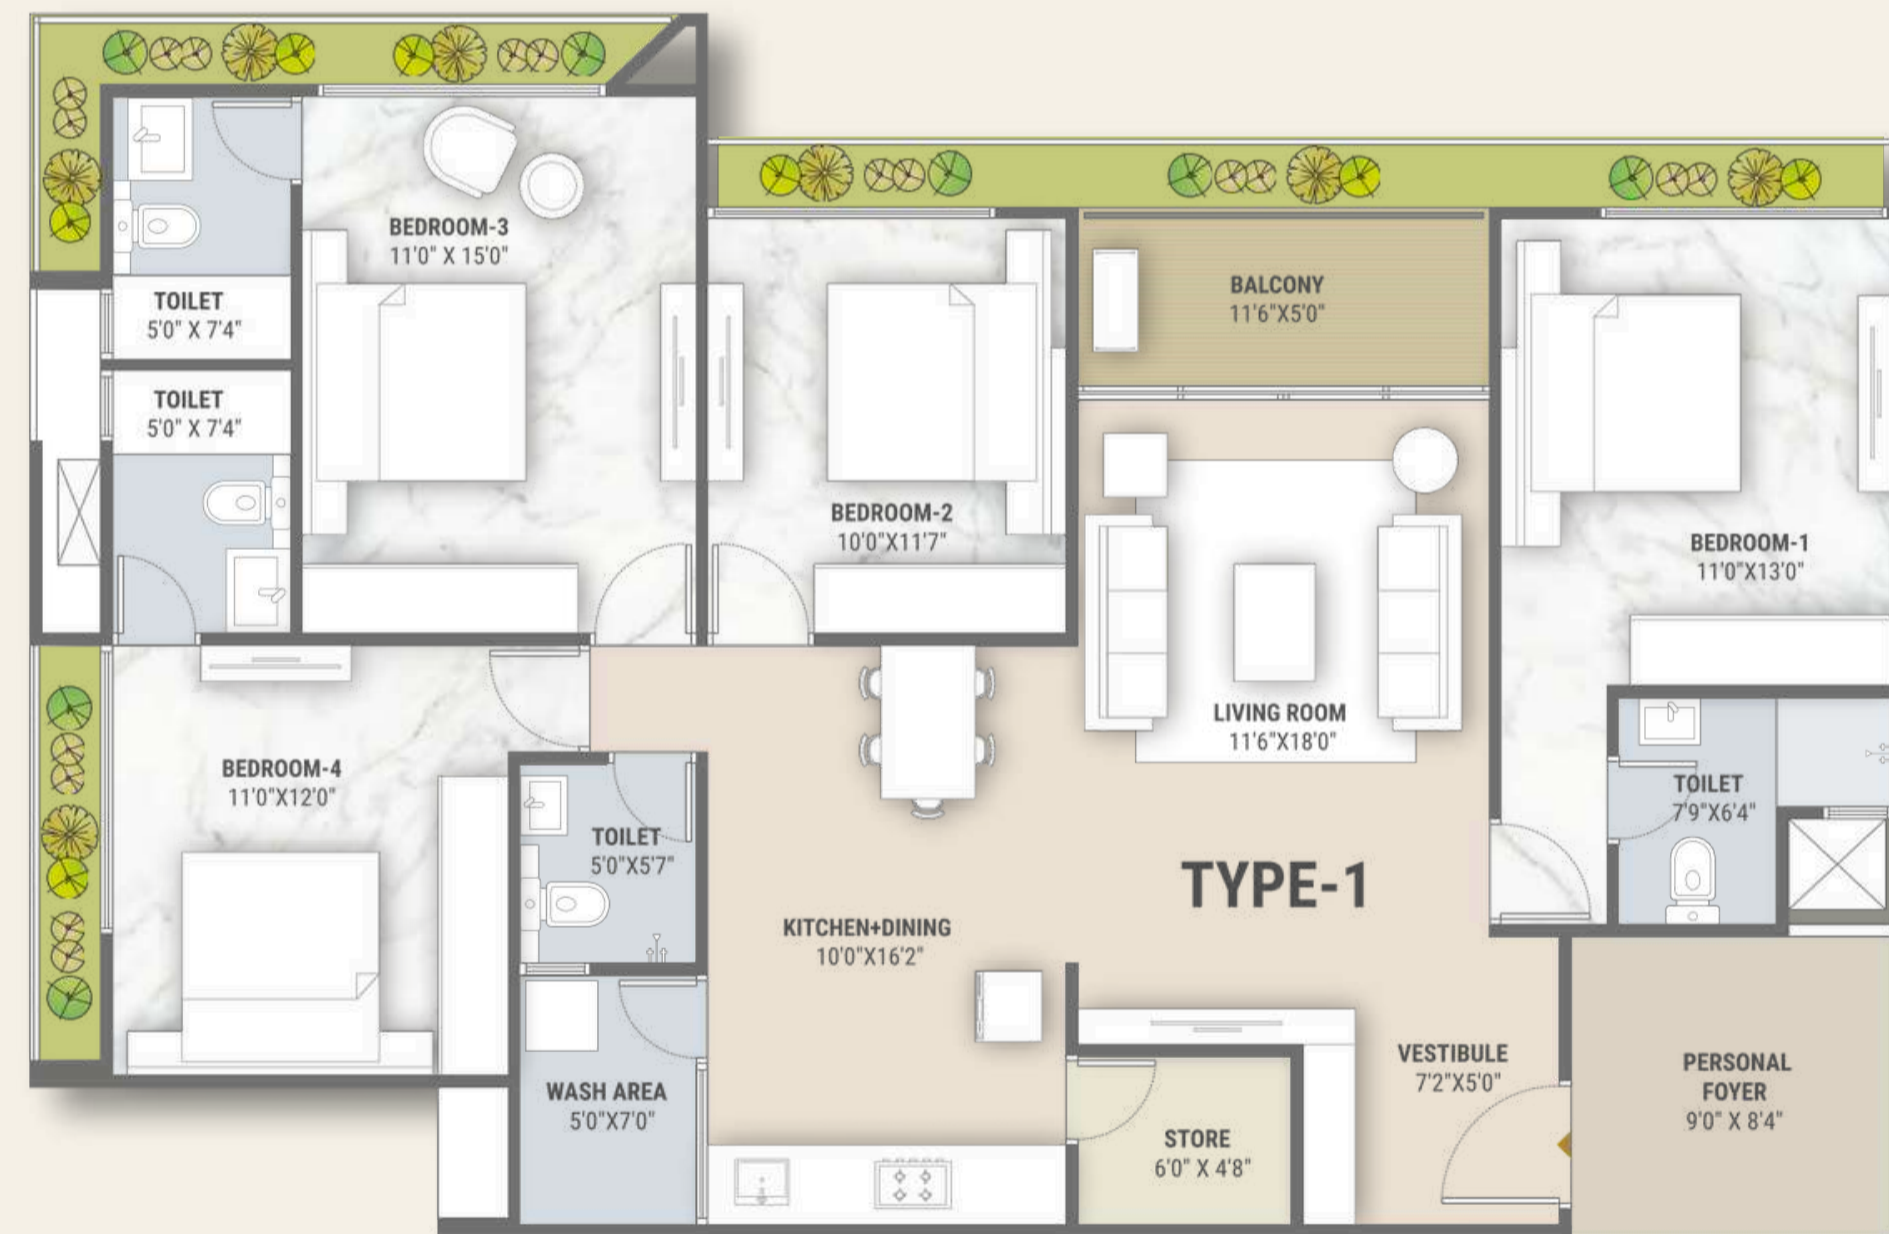 BEDROOM-3
11'0" X 15'0"
TOILET
5'0" X 7'4"
TOILET
5'0" X 7'4"
BEDROOM-2
10'0"X11'7"
BALCONY
11'6"X5'0"
BEDROOM-1
11'0"X13'0"
LIVING ROOM
11'6"X18'0"
BEDROOM-4
11'0"X12'0"
TOILET
5'0"X5'7"
TOILET
7'9"X6'4"
TYPE-1
KITCHEN+DINING
10'0"X16'2"
WASH AREA
5'0"X7'0"
STORE
6'0" X 4'8"
VESTIBULE
7'2"X5'0"
PERSONAL
FOYER
9'0" X 8'4"